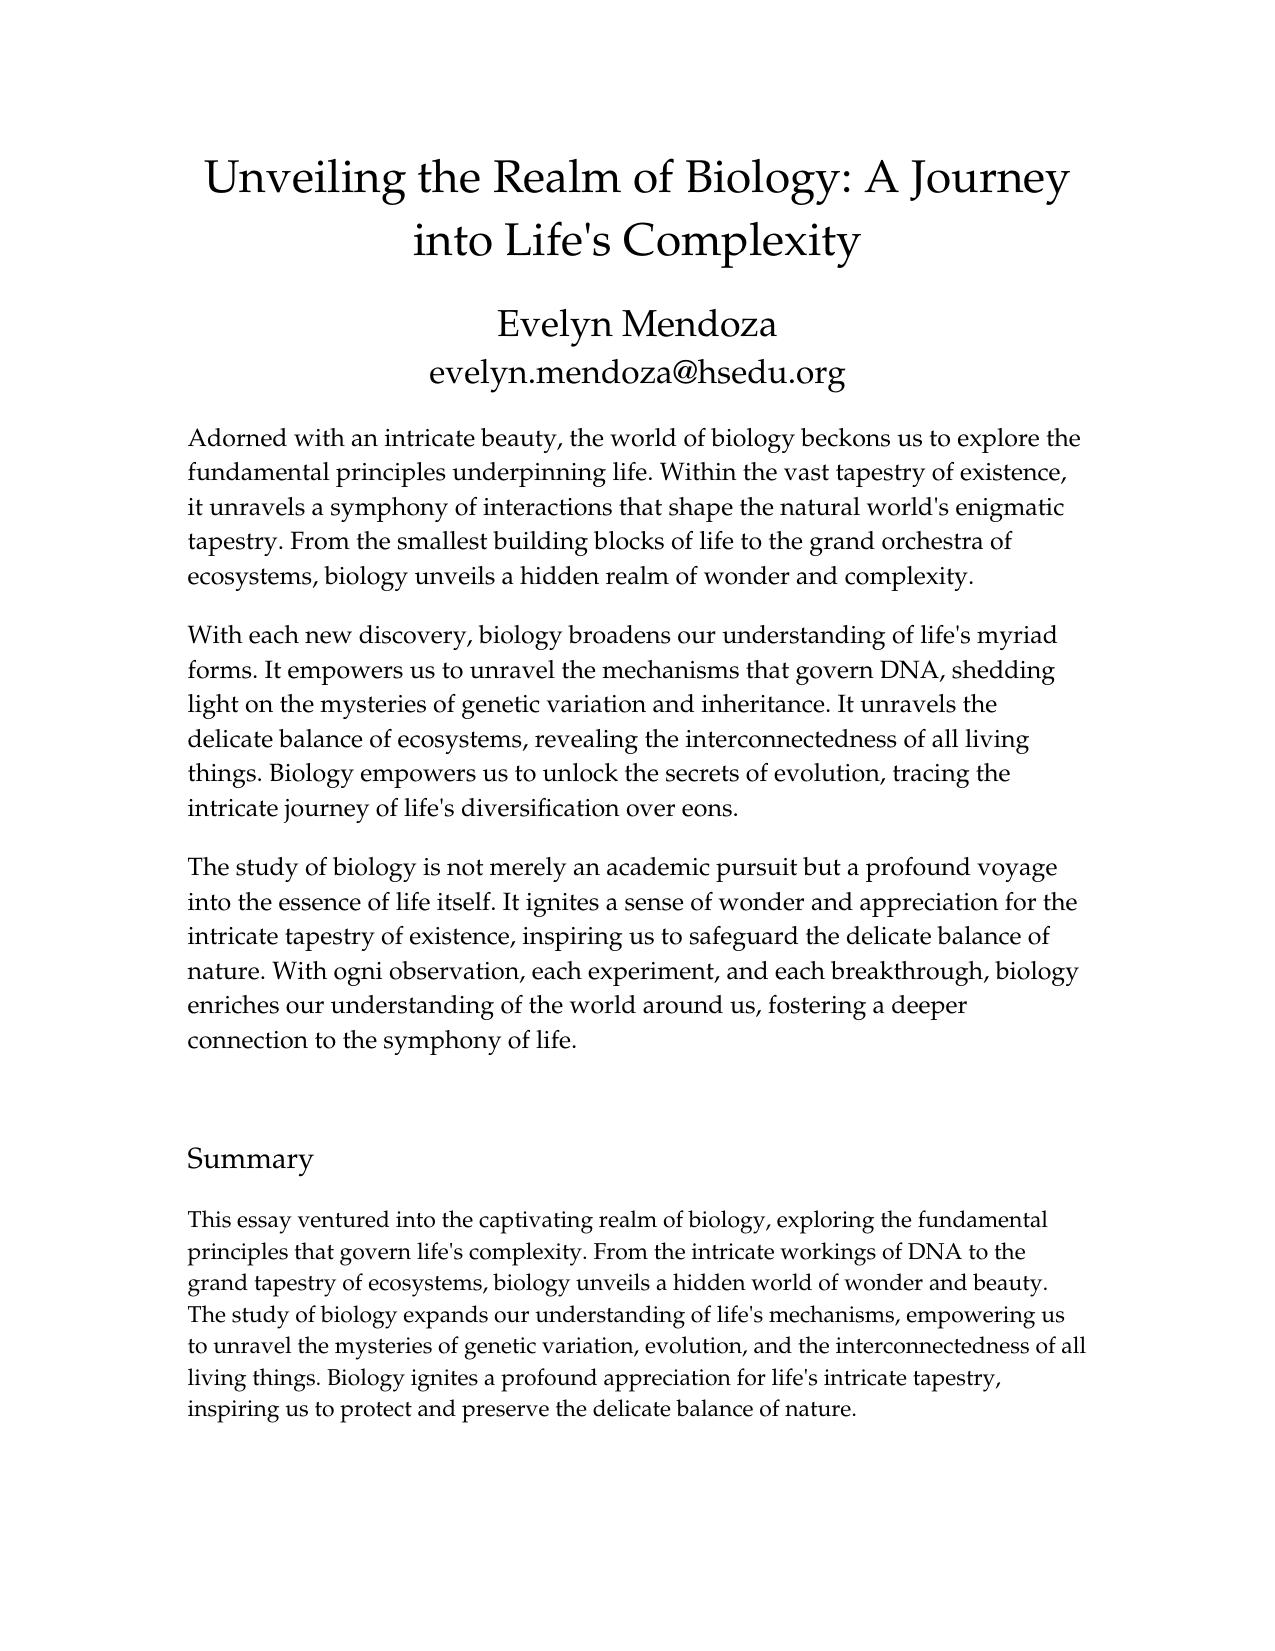 Unveiling the Realm of Biology: A Journey
into Life's Complexity
Evelyn Mendoza
evelyn.mendoza@hsedu.org
Adorned with an intricate beauty, the world of biology beckons us to explore the
fundamental principles underpinning life. Within the vast tapestry of existence,
it unravels a symphony of interactions that shape the natural world's enigmatic
tapestry. From the smallest building blocks of life to the grand orchestra of
ecosystems, biology unveils a hidden realm of wonder and complexity.
With each new discovery, biology broadens our understanding of life's myriad
forms. It empowers us to unravel the mechanisms that govern DNA, shedding
light on the mysteries of genetic variation and inheritance. It unravels the
delicate balance of ecosystems, revealing the interconnectedness of all living
things. Biology empowers us to unlock the secrets of evolution, tracing the
intricate journey of life's diversification over eons.
The study of biology is not merely an academic pursuit but a profound voyage
into the essence of life itself. It ignites a sense of wonder and appreciation for the
intricate tapestry of existence, inspiring us to safeguard the delicate balance of
nature. With ogni observation, each experiment, and each breakthrough, biology
enriches our understanding of the world around us, fostering a deeper
connection to the symphony of life.
Summary
This essay ventured into the captivating realm of biology, exploring the fundamental
principles that govern life's complexity. From the intricate workings of DNA to the
grand tapestry of ecosystems, biology unveils a hidden world of wonder and beauty.
The study of biology expands our understanding of life's mechanisms, empowering us
to unravel the mysteries of genetic variation, evolution, and the interconnectedness of all
living things. Biology ignites a profound appreciation for life's intricate tapestry,
inspiring us to protect and preserve the delicate balance of nature.